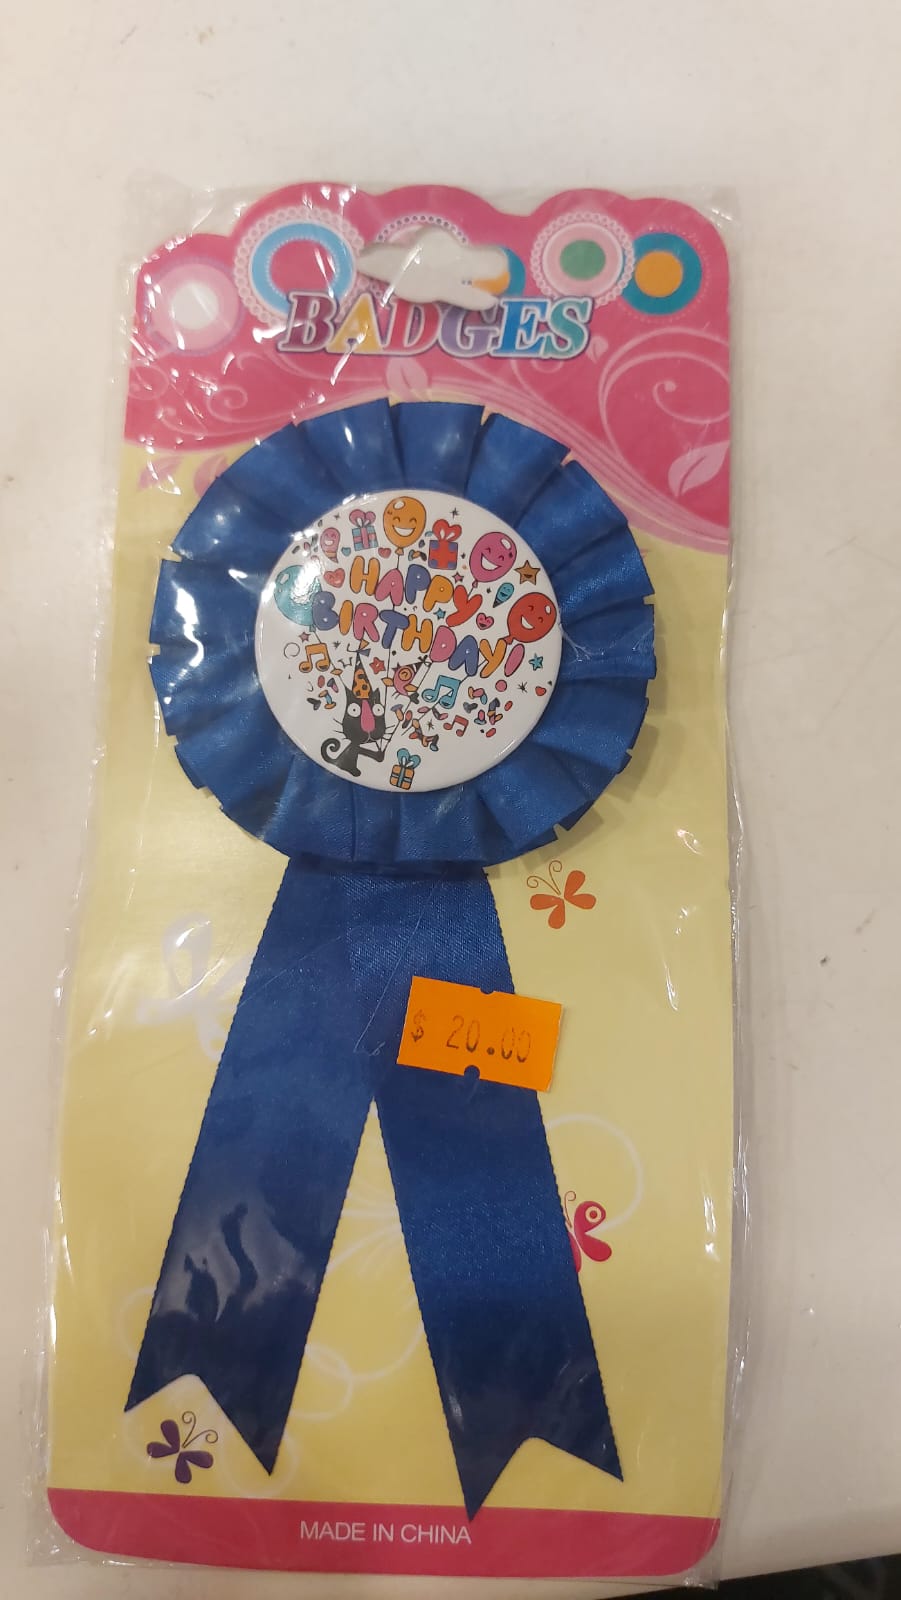 BADGES
HAPPY
BIRTHDAY!
$ 20.00
MADE IN CHINA